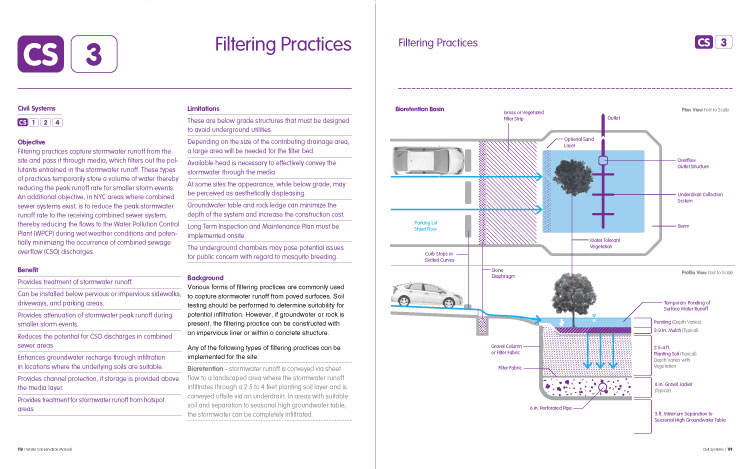 CS 3
Filtering Practices
Civil Systems
CS 1 2 4
Objective
Filtering practices capture stormwater runoff from the
site and pass it through media, which filters out the pol-
lutants entrained in the stormwater runoff. These types
of practices temporarily store a volume of water thereby
reducing the peak runoff rate for smaller storm events.
An additional objective, in NYC areas where combined
sewer systems exist, is to reduce the peak stormwater
runoff rate to the receiving combined sewer system,
thereby reducing the flows to the Water Pollution Control
Plant (WPCP) during wet weather conditions and poten-
tially minimizing the occurrence of combined sewage
overflow (CSO) discharges.
Benefit
Provides treatment of stormwater runoff.
Can be installed below pervious or impervious sidewalks,
driveways, and parking areas.
Provides attenuation of stormwater peak runoff during
smaller storm events.
Reduces the potential for CSO discharges in combined
sewer areas.
Enhances groundwater recharge through infiltration
in locations where the underlying soils are suitable.
Provides channel protection, if storage is provided above
the media layer.
Provides treatment for stormwater runoff from hotspot
areas.
Limitations
These are below grade structures that must be designed
to avoid underground utilities.
Depending on the size of the contributing drainage area,
a large area will be needed for the filter bed.
Available head is necessary to effectively convey the
stormwater through the media.
At some sites the appearance, while below grade, may
be perceived as aesthetically displeasing.
Groundwater table and rock ledge can minimize the
depth of the system and increase the construction cost.
Long Term Inspection and Maintenance Plan must be
implemented onsite.
The underground chambers may pose potential issues
for public concern with regard to mosquito breeding.
Background
Various forms of filtering practices are commonly used
to capture stormwater runoff from paved surfaces. Soil
testing should be performed to determine suitability for
potential infiltration. However, if groundwater or rock is
present, the filtering practice can be constructed with
an impervious liner or within a concrete structure.
Any of the following types of filtering practices can be
implemented for the site.
Bioretention - stormwater runoff is conveyed via sheet
flow to a landscaped area where the stormwater runoff
infiltrates through a 2.5 to 4 feet planting soil layer and is
conveyed offsite via an underdrain. In areas with suitable
soil and separation to seasonal high groundwater table,
the stormwater can be completely infiltrated.
118 / Water Conservation Manual
Filtering Practices
CS 3
Bioretention Basin
Plan View Not to Scale
Grass or Vegetated
Filter Strip
Outlet
Optional Sand
Layer
Overflow
Outlet Structure
Underdrain Collection
System
Berm
Parking Lot
Sheet Flow
Water Tolerant
Vegetation
Curb Stops or
Slotted Curves
Stone
Diaphragm
Profile View Not to Scale
Temporary Ponding of
Surface Water Runoff
Ponding (Depth Varies)
2-3 in. Mulch (Typical)
2.5-4 ft.
Planting Soil (Typical)
Depth Varies with
Vegetation
Gravel Column
or Filter Fabric
Filter Fabric
8 in. Gravel Jacket
(Typical)
6 in. Perforated Pipe
3 ft. Minimum Separation to
Seasonal High Groundwater Table
Civil Systems / 119